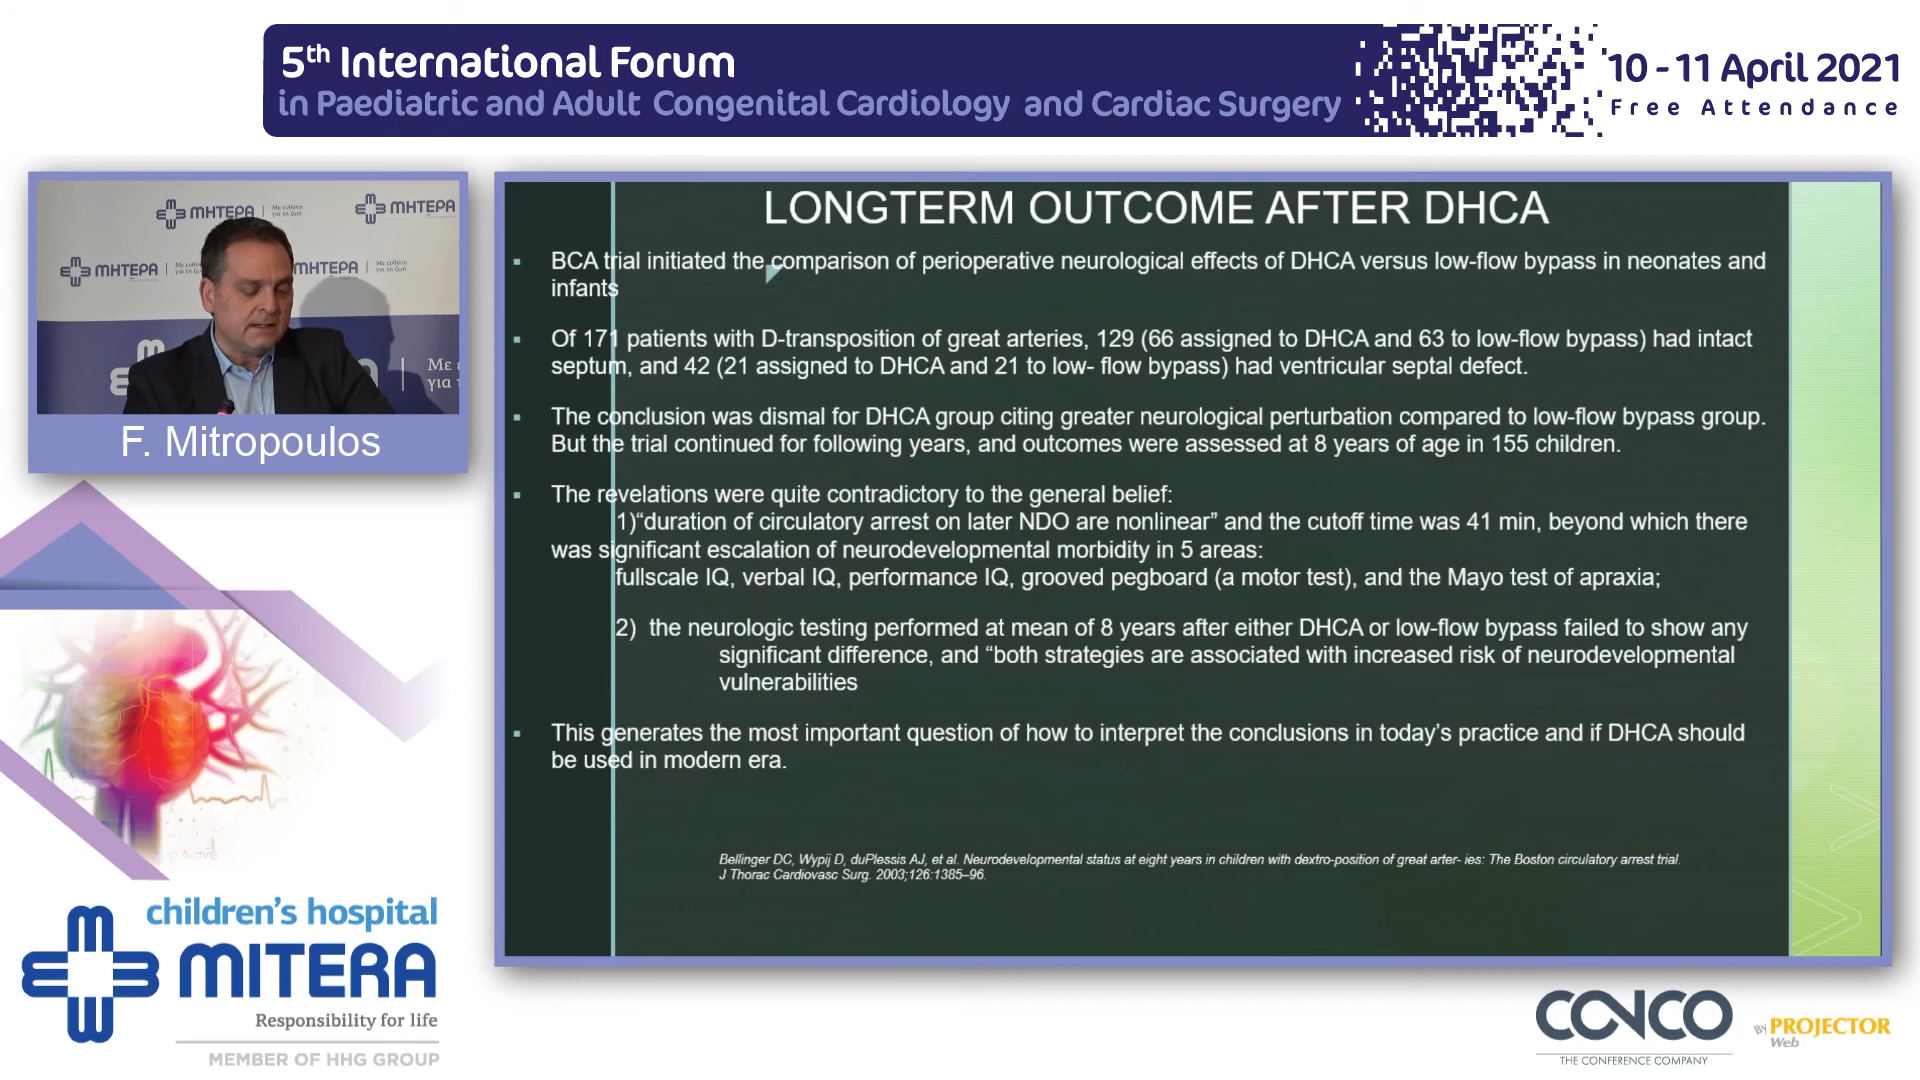 5th International Forum
in Paediatric and Adult Congenital Cardiology and Cardiac Surgery
10 - 11 April 2021
Free Attendance
ΜΗΤΕΡΑ
Με ευθύνη
για τη ζωή
ΜΗΤΕΡΑ
ΜΗΤΕΡΑ
ΜΗΤΕΡΑ
Με ευθύνη
για τη ζωή
Με ε
για τ
F. Mitropoulos
LONGTERM OUTCOME AFTER DHCA
▪ BCA trial initiated the comparison of perioperative neurological effects of DHCA versus low-flow bypass in neonates and
infants
▪ Of 171 patients with D-transposition of great arteries, 129 (66 assigned to DHCA and 63 to low-flow bypass) had intact
septum, and 42 (21 assigned to DHCA and 21 to low- flow bypass) had ventricular septal defect.
▪ The conclusion was dismal for DHCA group citing greater neurological perturbation compared to low-flow bypass group.
But the trial continued for following years, and outcomes were assessed at 8 years of age in 155 children.
▪ The revelations were quite contradictory to the general belief:
1)“duration of circulatory arrest on later NDO are nonlinear” and the cutoff time was 41 min, beyond which there
was significant escalation of neurodevelopmental morbidity in 5 areas:
fullscale IQ, verbal IQ, performance IQ, grooved pegboard (a motor test), and the Mayo test of apraxia;
2) the neurologic testing performed at mean of 8 years after either DHCA or low-flow bypass failed to show any
significant difference, and “both strategies are associated with increased risk of neurodevelopmental
vulnerabilities
▪ This generates the most important question of how to interpret the conclusions in today’s practice and if DHCA should
be used in modern era.
Bellinger DC, Wypij D, duPlessis AJ, et al. Neurodevelopmental status at eight years in children with dextro-position of great arter- ies: The Boston circulatory arrest trial.
J Thorac Cardiovasc Surg. 2003;126:1385–96.
children’s hospital
MITERA
Responsibility for life
MEMBER OF HHG GROUP
CONCO
THE CONFERENCE COMPANY
BY PROJECTOR
Web